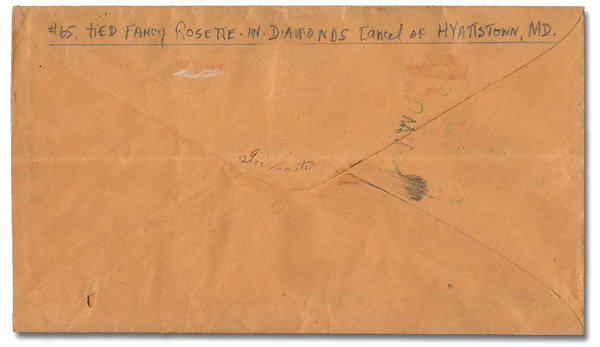 #65, tied Fancy Rosette-in-Diamonds cancel of Hyattstown, MD.